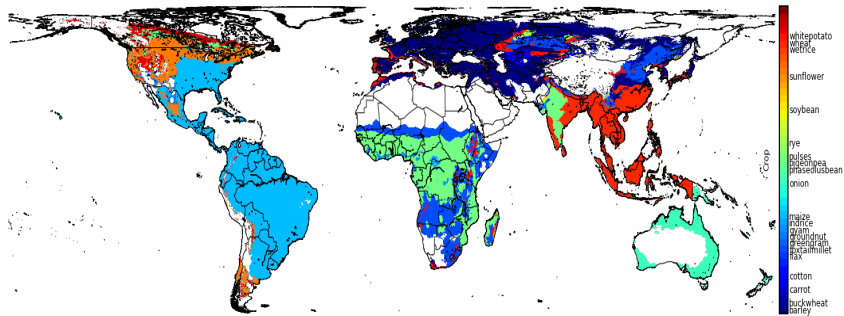 whitepotato
wheat
wetrice
sunflower
soybean
rye
pulses
pigeonpea
phaseolusbean
onion
Crop
maize
indrice
gyam
groundnut
greengram
foxtailmillet
flax
cotton
carrot
buckwheat
barley